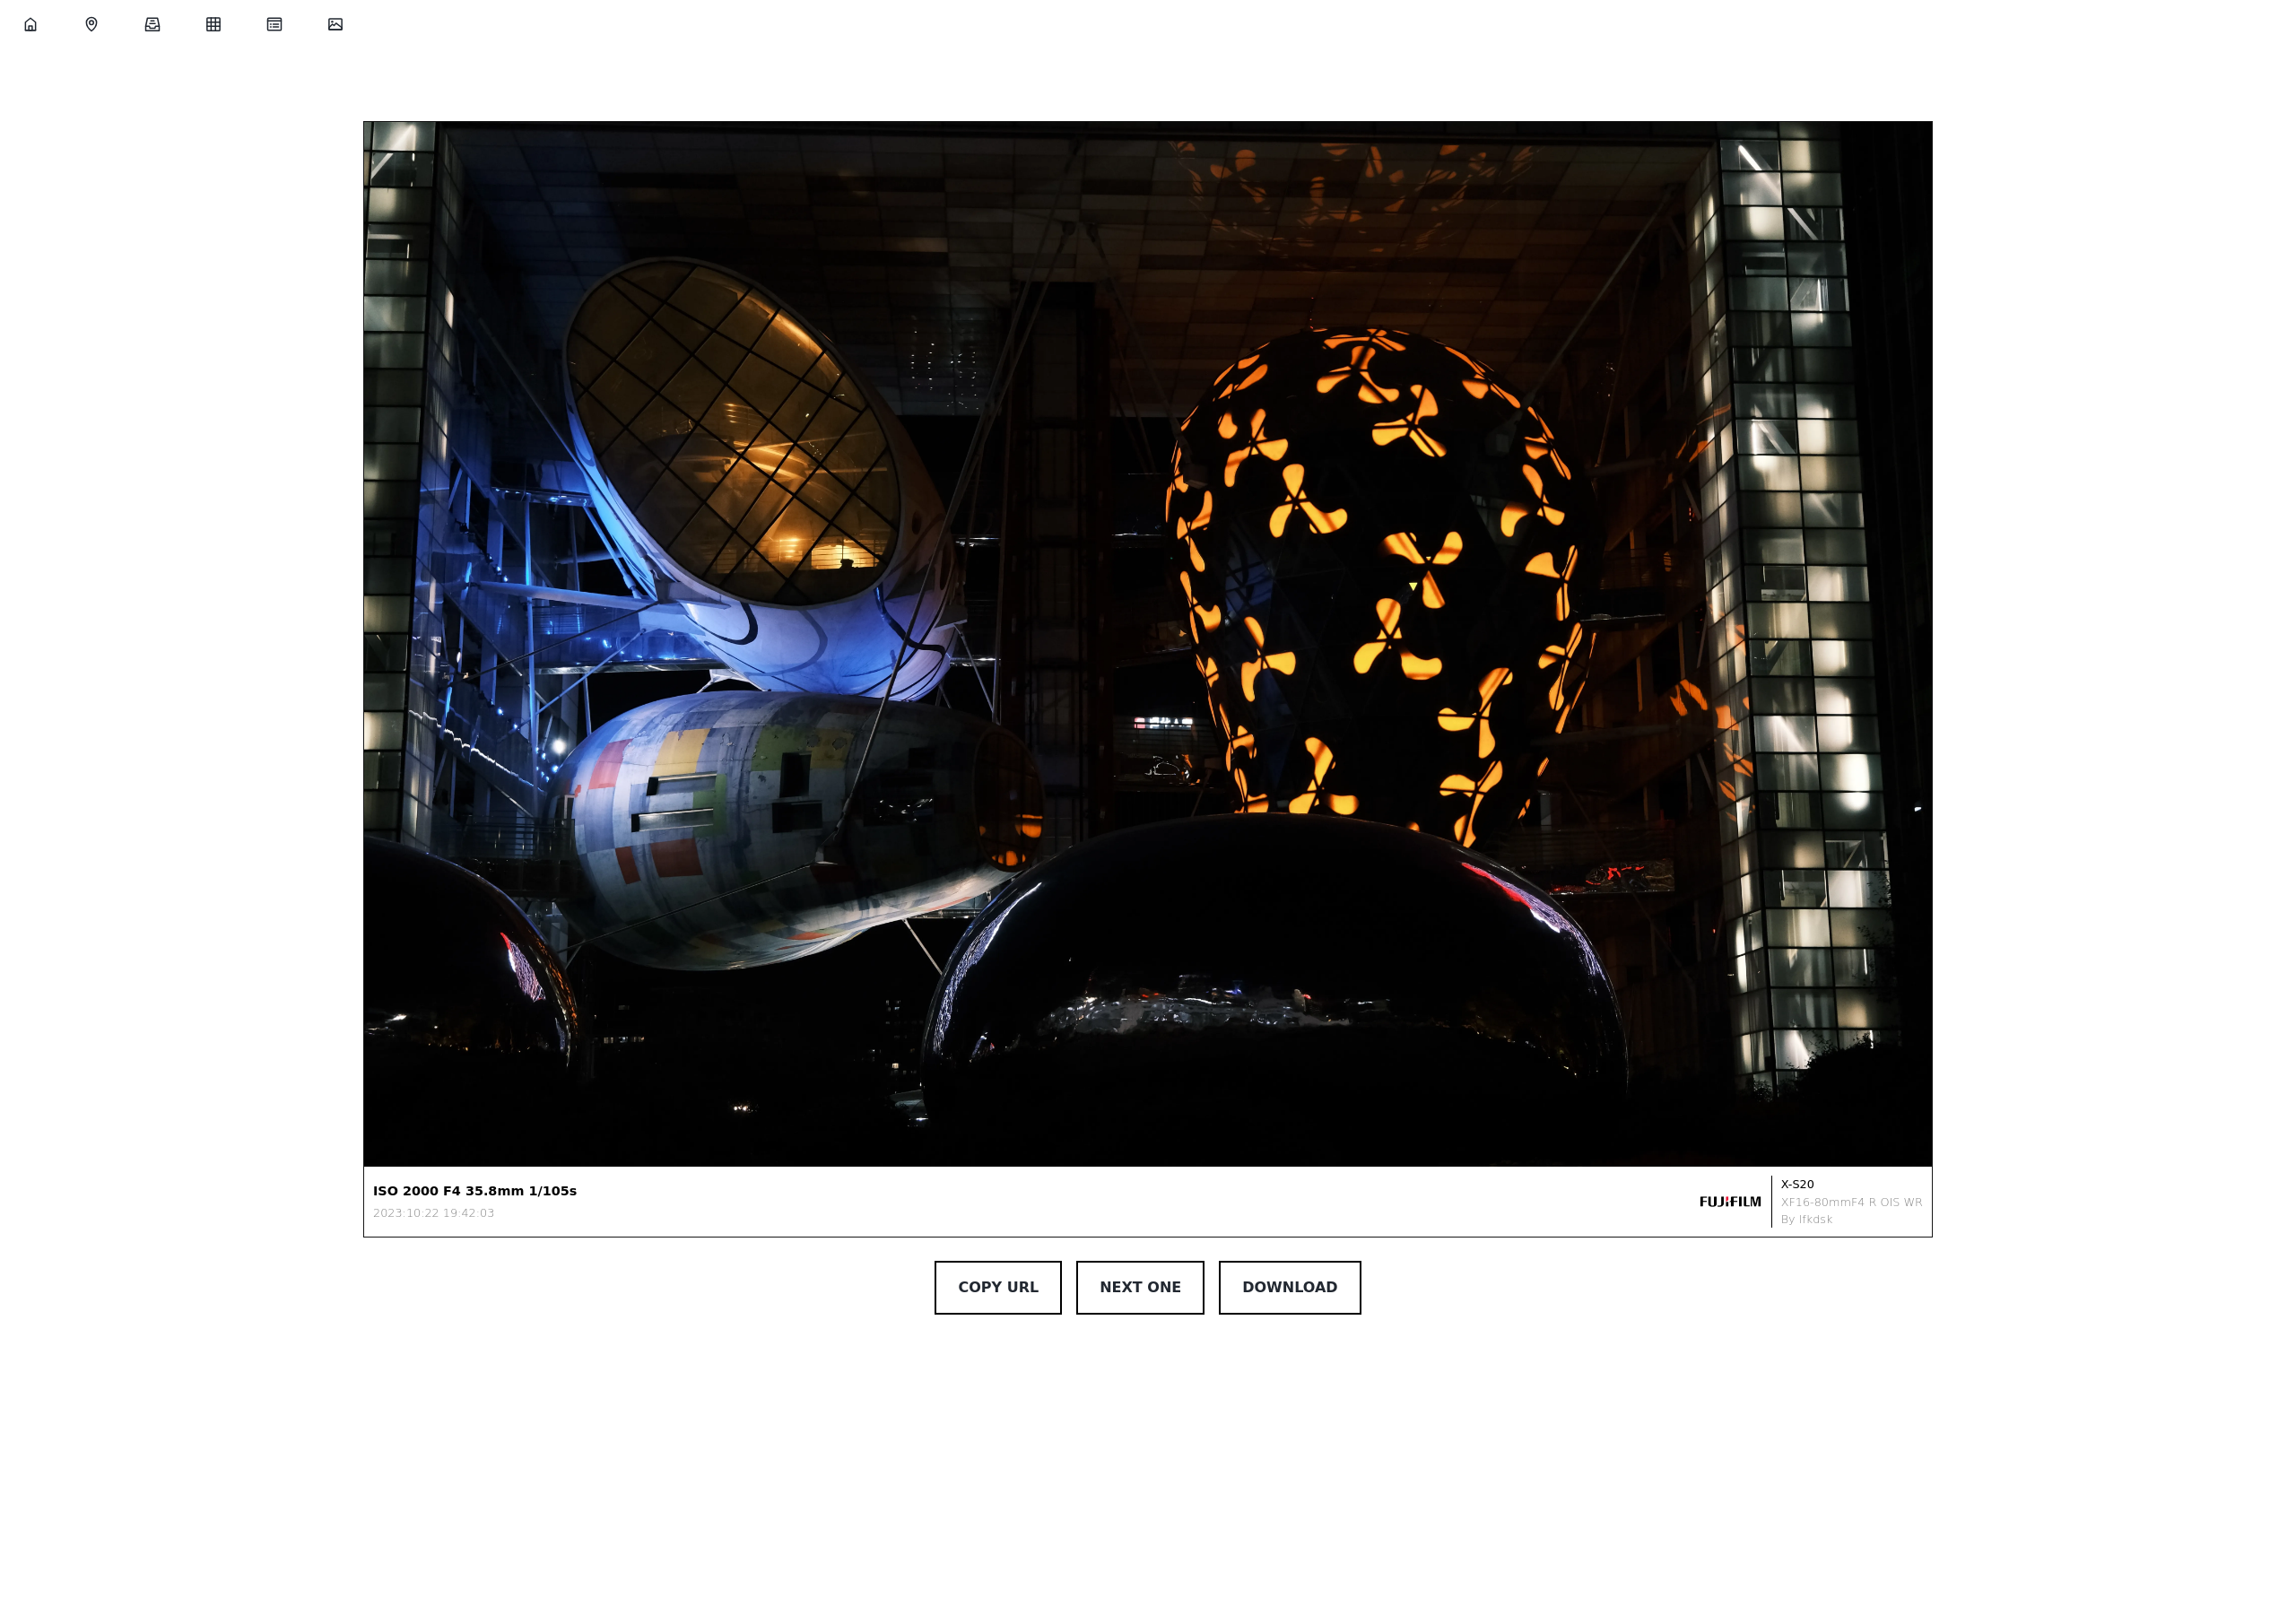 ISO 2000 F4 35.8mm 1/105s
2023:10:22 19:42:03
FUJIFILM
X-S20
XF16-80mmF4 R OIS WR
By lfkdsk
COPY URL
NEXT ONE
DOWNLOAD